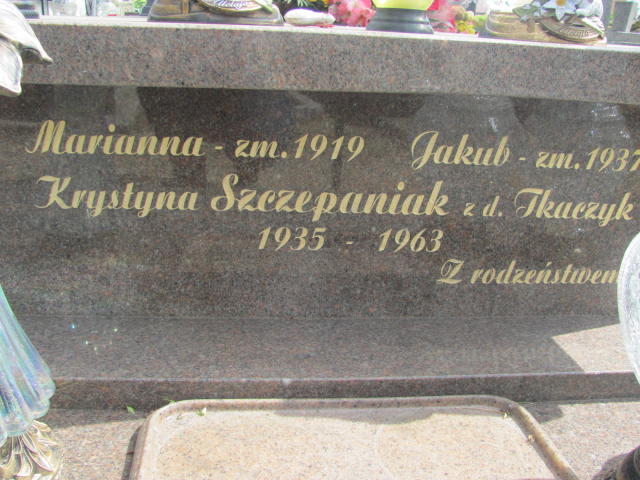 Marianna - zm. 1919 Jakub - zm. 1937
Krystyna Szczepaniak z d. Tkaczyk
1935 - 1963
Z rodzeństwem